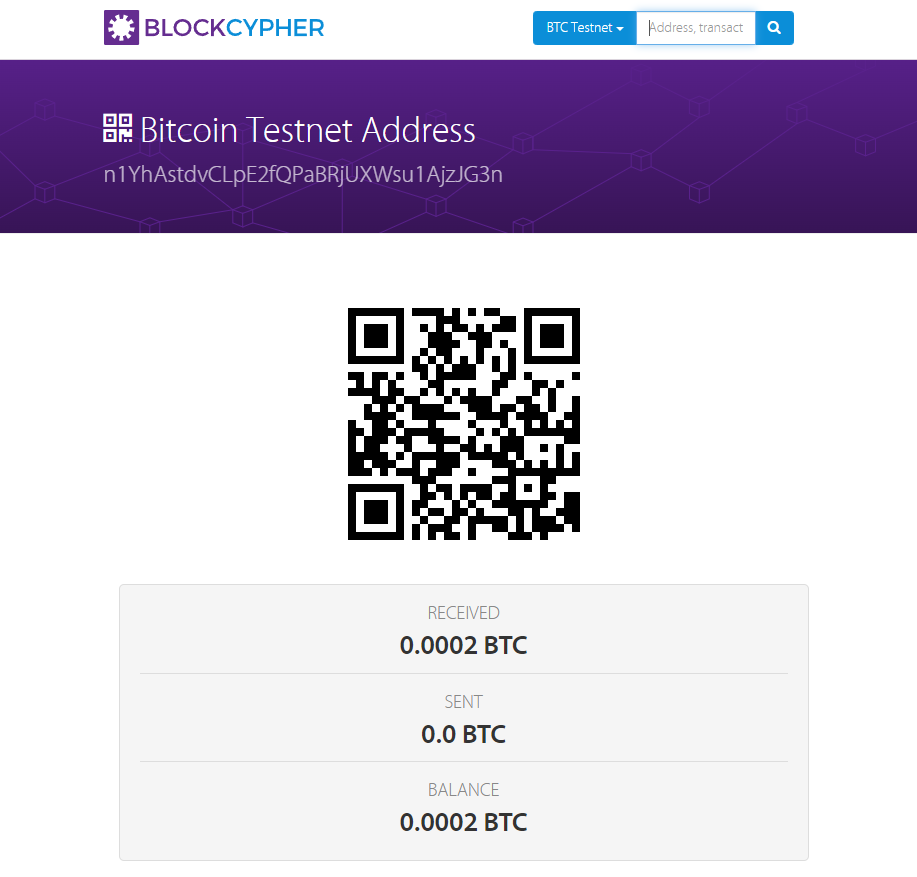 BLOCKCYPHER
BTC Testnet
Address, transact
Bitcoin Testnet Address
n1YhAstdvCLpE2fQPaBRjUXWsu1AjzJG3n
RECEIVED
0.0002 BTC
SENT
0.0 BTC
BALANCE
0.0002 BTC